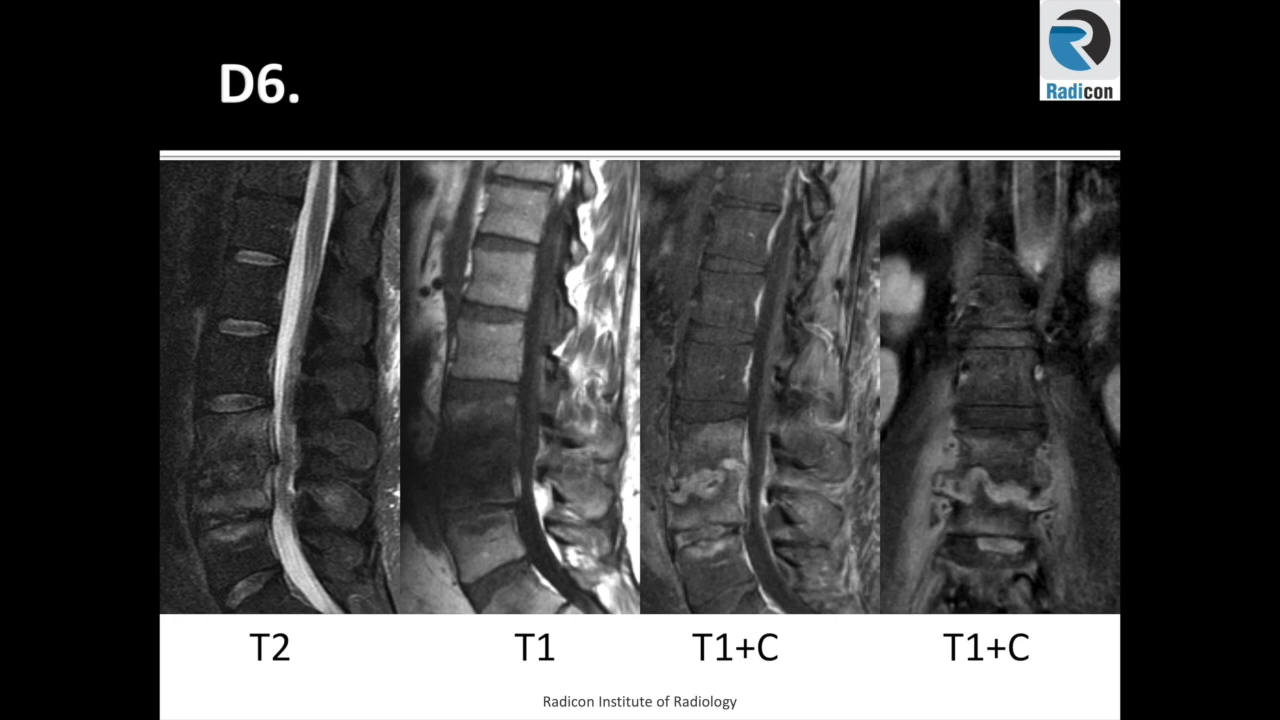 D6.
Radicon
T2
T1
T1+C
T1+C
Radicon Institute of Radiology